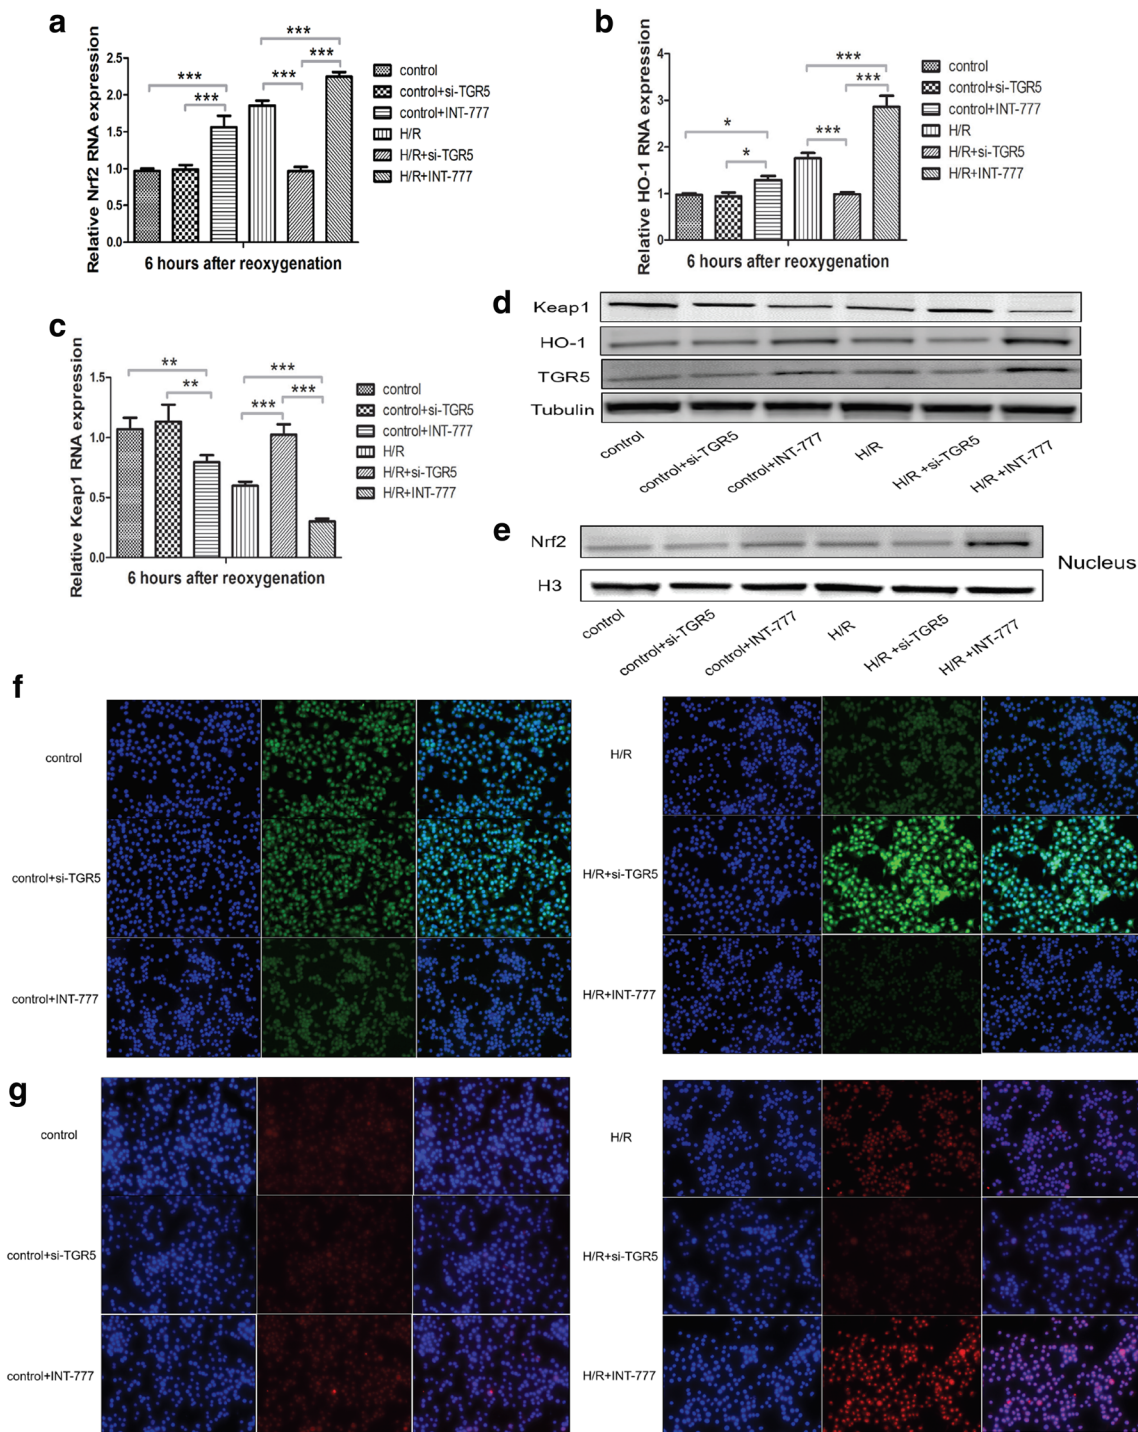 a
Relative Nrf2 RNA expression
2.5
2.0
1.5
1.0
0.5
0.0
***
***
***
***
***
6 hours after reoxygenation
control
control+si-TGR5
control+INT-777
H/R
H/R+si-TGR5
H/R+INT-777
b
Relative HO-1 RNA expression
4
3
2
1
0
*
*
***
***
***
6 hours after reoxygenation
control
control+si-TGR5
control+INT-777
H/R
H/R+si-TGR5
H/R+INT-777
c
Relative Keap1 RNA expression
1.5
1.0
0.5
0.0
**
**
***
***
***
6 hours after reoxygenation
control
control+si-TGR5
control+INT-777
H/R
H/R+si-TGR5
H/R+INT-777
d
Keap1
HO-1
TGR5
Tubulin
control
control+si-TGR5
control+INT-777
H/R
H/R +si-TGR5
H/R +INT-777
e
Nrf2
H3
Nucleus
control
control+si-TGR5
control+INT-777
H/R
H/R +si-TGR5
H/R +INT-777
f
control
control+si-TGR5
control+INT-777
H/R
H/R+si-TGR5
H/R+INT-777
g
control
control+si-TGR5
control+INT-777
H/R
H/R+si-TGR5
H/R+INT-777